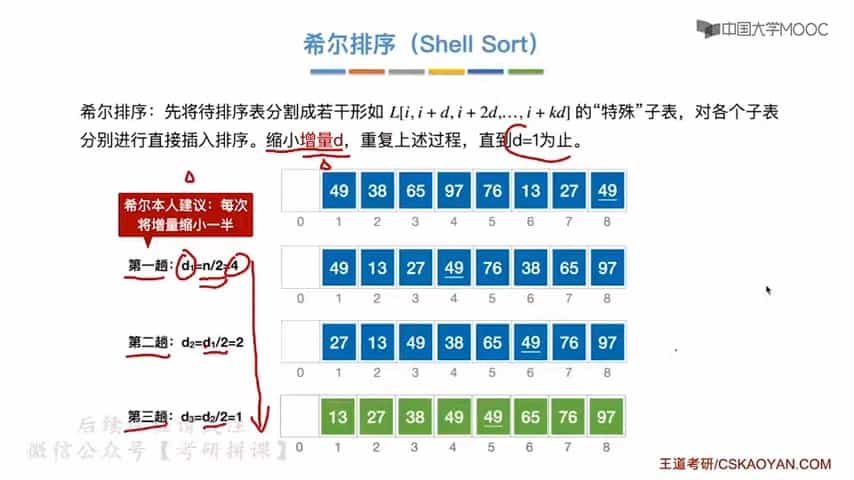 中国大学MOOC
希尔排序（Shell Sort）
希尔排序：先将待排序表分割成若干形如 L[i, i + d, i + 2d,…, i + kd] 的“特殊”子表，对各个子表
分别进行直接插入排序。缩小增量d，重复上述过程，直到d=1为止。
49 38 65 97 76 13 27 49
0 1 2 3 4 5 6 7 8
希尔本人建议：每次
将增量缩小一半
第一趟：d₁=n/2=4
49 13 27 49 76 38 65 97
0 1 2 3 4 5 6 7 8
第二趟：d₂=d₁/2=2
27 13 49 38 65 49 76 97
0 1 2 3 4 5 6 7 8
第三趟：d₃=d₂/2=1
13 27 38 49 49 65 76 97
0 1 2 3 4 5 6 7 8
微信公众号【考研拼课】
王道考研/CSKAOYAN.COM